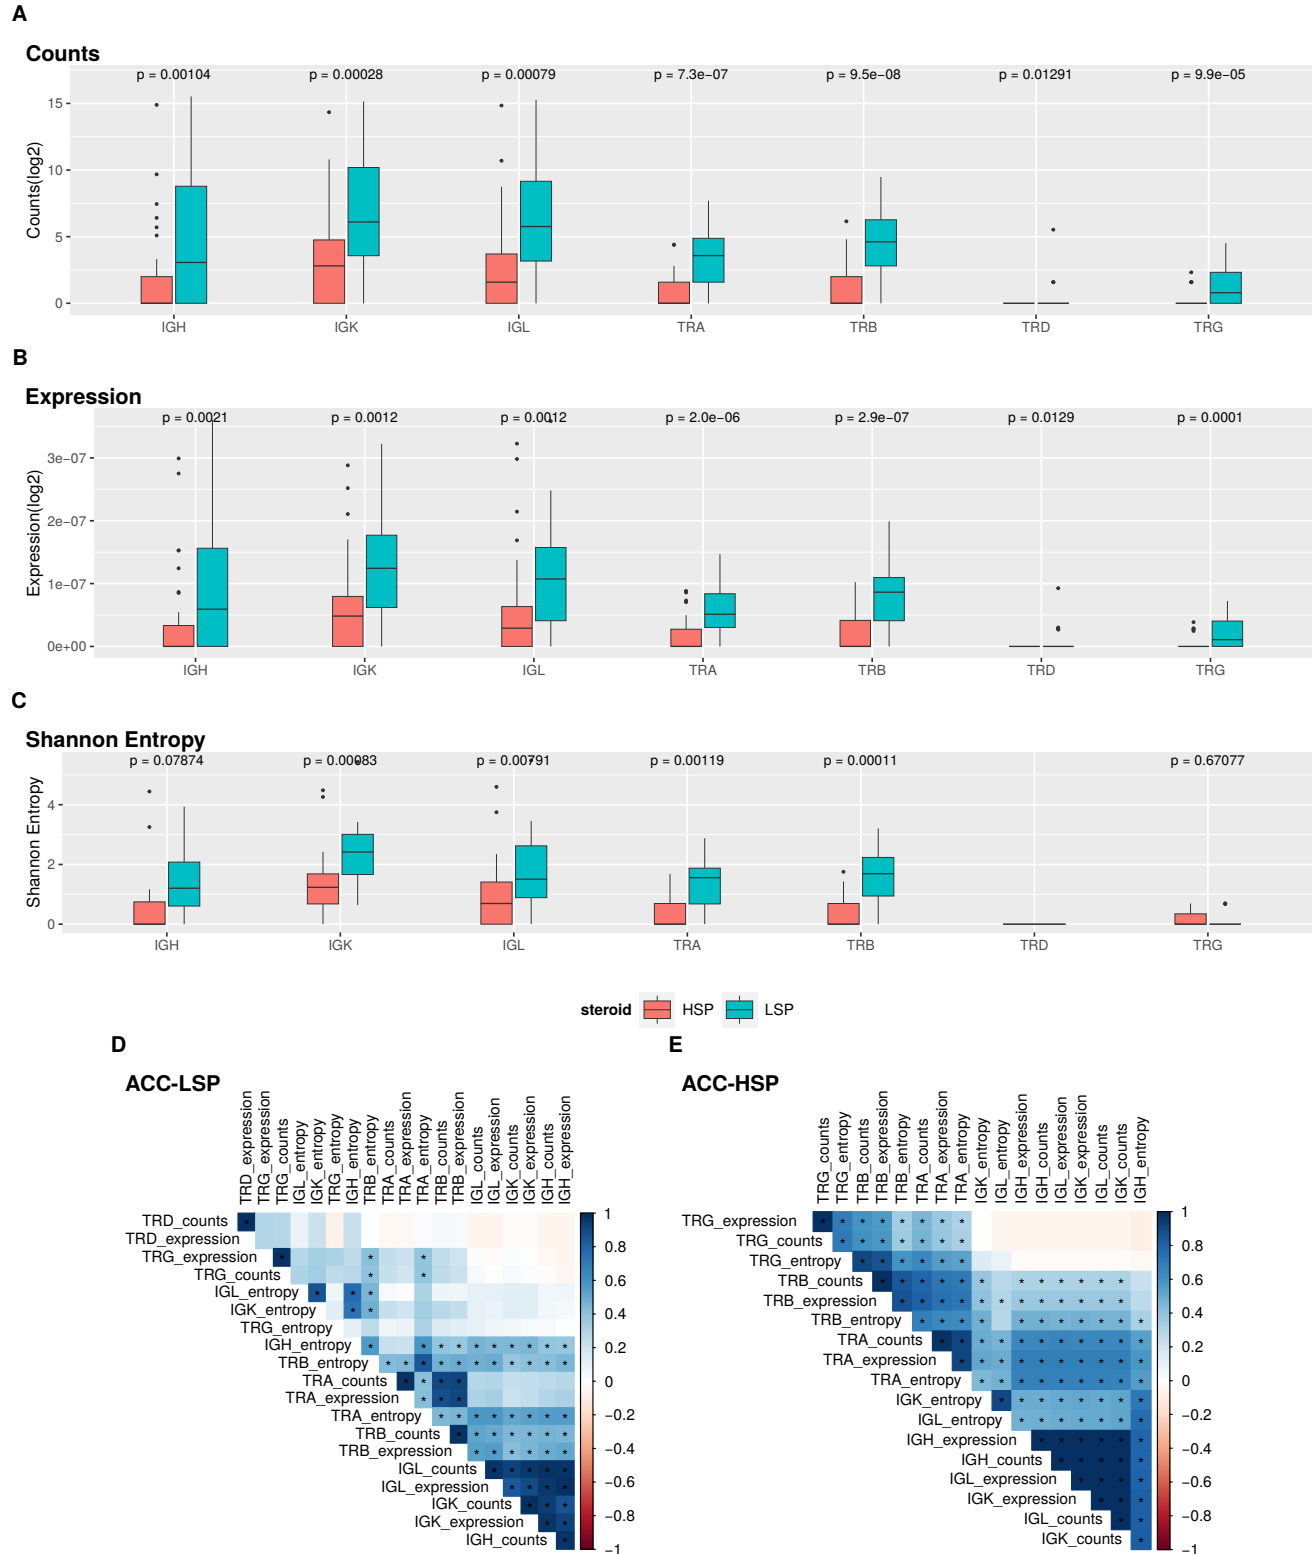 A
Counts
p = 0.00104 p = 0.00028 p = 0.00079 p = 7.3e-07 p = 9.5e-08 p = 0.01291 p = 9.9e-05
Counts(log2)
15
10
5
0
IGH IGK IGL TRA TRB TRD TRG
B
Expression
p = 0.0021 p = 0.0012 p = 0.0012 p = 2.0e-06 p = 2.9e-07 p = 0.0129 p = 0.0001
Expression(log2)
3e-07
2e-07
1e-07
0e+00
IGH IGK IGL TRA TRB TRD TRG
C
Shannon Entropy
p = 0.07874 p = 0.00083 p = 0.00791 p = 0.00119 p = 0.00011 p = 0.67077
Shannon Entropy
4
2
0
IGH IGK IGL TRA TRB TRD TRG
steroid HSP LSP
D
ACC-LSP
TRD_expression
TRG_expression
TRG_counts
IGL_entropy
IGK_entropy
TRG_entropy
IGH_entropy
TRB_entropy
TRA_counts
TRA_expression
TRA_entropy
TRB_counts
TRB_expression
IGL_counts
IGL_expression
IGK_counts
IGK_expression
IGH_counts
IGH_expression
TRD_counts
TRD_expression
TRG_expression
TRG_counts
IGL_entropy
IGK_entropy
TRG_entropy
IGH_entropy
TRB_entropy
TRA_counts
TRA_expression
TRA_entropy
TRB_counts
TRB_expression
IGL_counts
IGL_expression
IGK_counts
IGK_expression
IGH_counts
1
0.8
0.6
0.4
0.2
0
−0.2
−0.4
−0.6
−0.8
−1
E
ACC-HSP
TRG_counts
TRG_entropy
TRB_counts
TRB_expression
TRB_entropy
TRA_counts
TRA_expression
TRA_entropy
IGK_entropy
IGL_entropy
IGH_expression
IGH_counts
IGL_expression
IGK_expression
IGL_counts
IGK_counts
IGH_entropy
TRG_expression
TRG_counts
TRG_entropy
TRB_counts
TRB_expression
TRB_entropy
TRA_counts
TRA_expression
TRA_entropy
IGK_entropy
IGL_entropy
IGH_expression
IGH_counts
IGL_expression
IGK_expression
IGL_counts
IGK_counts
1
0.8
0.6
0.4
0.2
0
−0.2
−0.4
−0.6
−0.8
−1